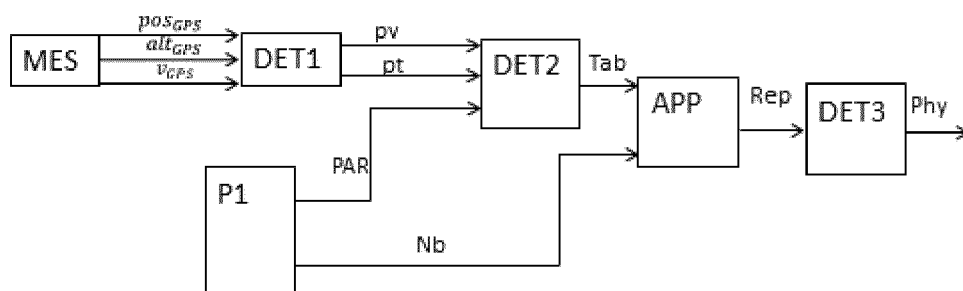 pos_GPS
alt_GPS
v_GPS
MES
DET1
pv
pt
DET2
Tab
APP
Rep
DET3
Phy
PAR
P1
Nb